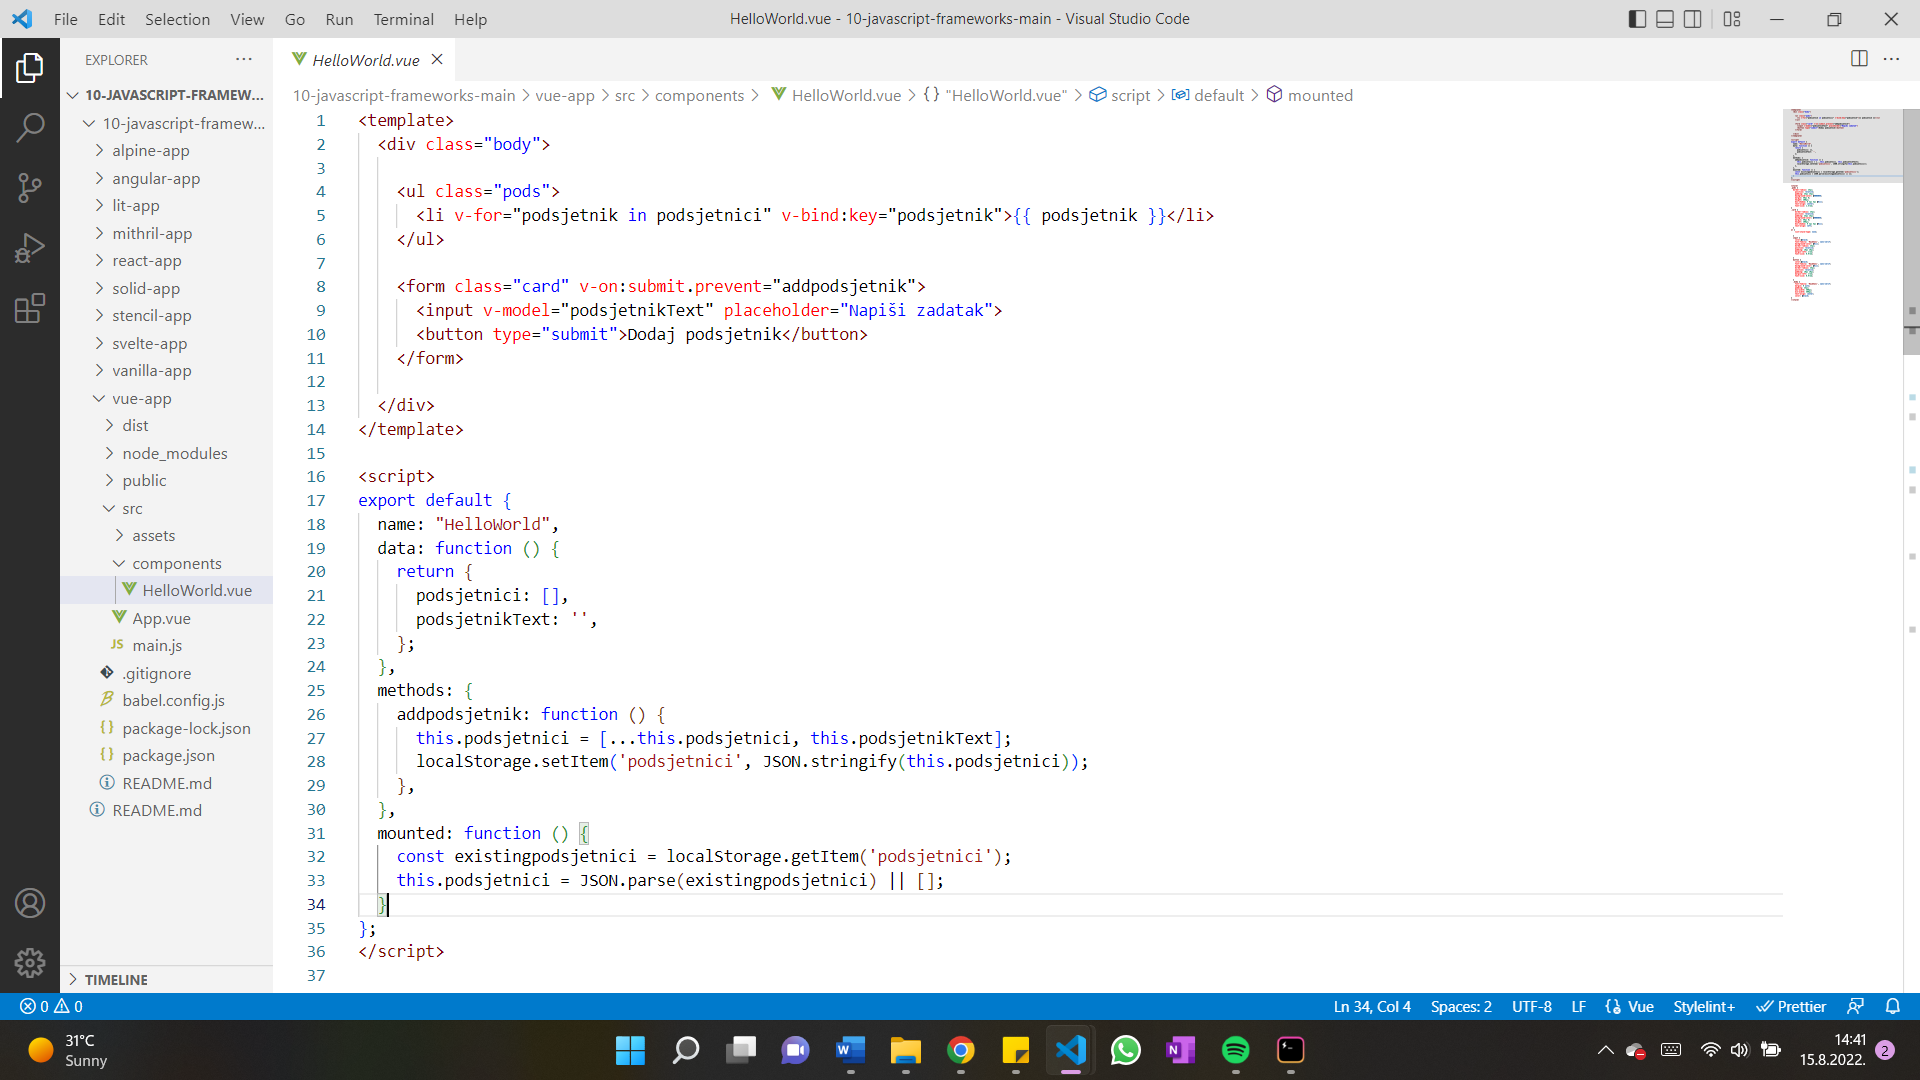 File Edit Selection View Go Run Terminal Help
HelloWorld.vue - 10-javascript-frameworks-main - Visual Studio Code
EXPLORER
10-JAVASCRIPT-FRAMEW...
10-javascript-framew...
alpine-app
angular-app
lit-app
mithril-app
react-app
solid-app
stencil-app
svelte-app
vanilla-app
vue-app
dist
node_modules
public
src
assets
components
HelloWorld.vue
App.vue
JS main.js
.gitignore
babel.config.js
{} package-lock.json
{} package.json
README.md
README.md
TIMELINE
HelloWorld.vue
10-javascript-frameworks-main > vue-app > src > components > HelloWorld.vue > {} "HelloWorld.vue" > script > default > mounted
1 <template>
2 <div class="body">
3
4 <ul class="pods">
5 <li v-for="podsjetnik in podsjetnici" v-bind:key="podsjetnik">{{ podsjetnik }}</li>
6 </ul>
7
8 <form class="card" v-on:submit.prevent="addpodsjetnik">
9 <input v-model="podsjetnikText" placeholder="Napiši zadatak">
10 <button type="submit">Dodaj podsjetnik</button>
11 </form>
12
13 </div>
14 </template>
15
16 <script>
17 export default {
18 name: "HelloWorld",
19 data: function () {
20 return {
21 podsjetnici: [],
22 podsjetnikText: '',
23 };
24 },
25 methods: {
26 addpodsjetnik: function () {
27 this.podsjetnici = [...this.podsjetnici, this.podsjetnikText];
28 localStorage.setItem('podsjetnici', JSON.stringify(this.podsjetnici));
29 },
30 },
31 mounted: function () {
32 const existingpodsjetnici = localStorage.getItem('podsjetnici');
33 this.podsjetnici = JSON.parse(existingpodsjetnici) || [];
34 }
35 };
36 </script>
37
0 0
Ln 34, Col 4 Spaces: 2 UTF-8 LF Vue Stylelint+ Prettier
31°C
Sunny
14:41
15.8.2022.
2